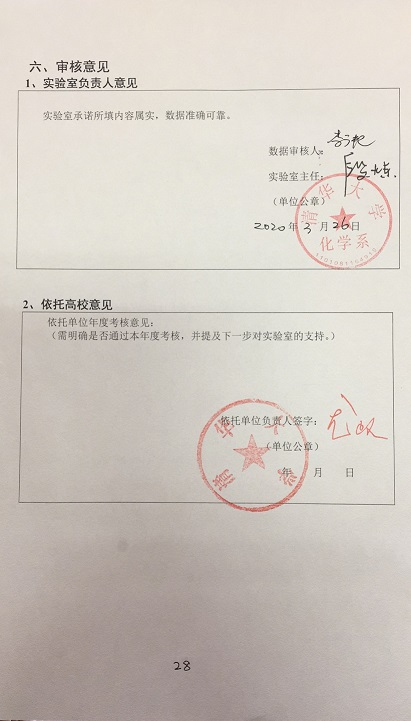 六、审核意见
1、实验室负责人意见
实验室承诺所填内容属实，数据准确可靠。
数据审核人：
实验室主任：
（单位公章）
2020年3月26日
清华大学
化学系
2、依托高校意见
依托单位年度考核意见：
（需明确是否通过本年度考核，并提及下一步对实验室的支持。）
依托单位负责人签字：
（单位公章）
年 月 日
清华大学
28